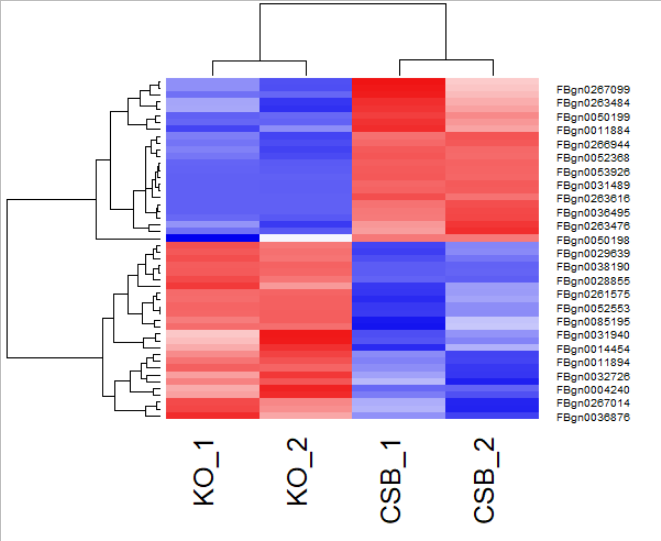 FBgn0267099
FBgn0263484
FBgn0050199
FBgn0011884
FBgn0266944
FBgn0052368
FBgn0053926
FBgn0031489
FBgn0263616
FBgn0036495
FBgn0263476
FBgn0050198
FBgn0029639
FBgn0038190
FBgn0028855
FBgn0261575
FBgn0052553
FBgn0085195
FBgn0031940
FBgn0014454
FBgn0011894
FBgn0032726
FBgn0004240
FBgn0267014
FBgn0036876
KO_1
KO_2
CSB_1
CSB_2